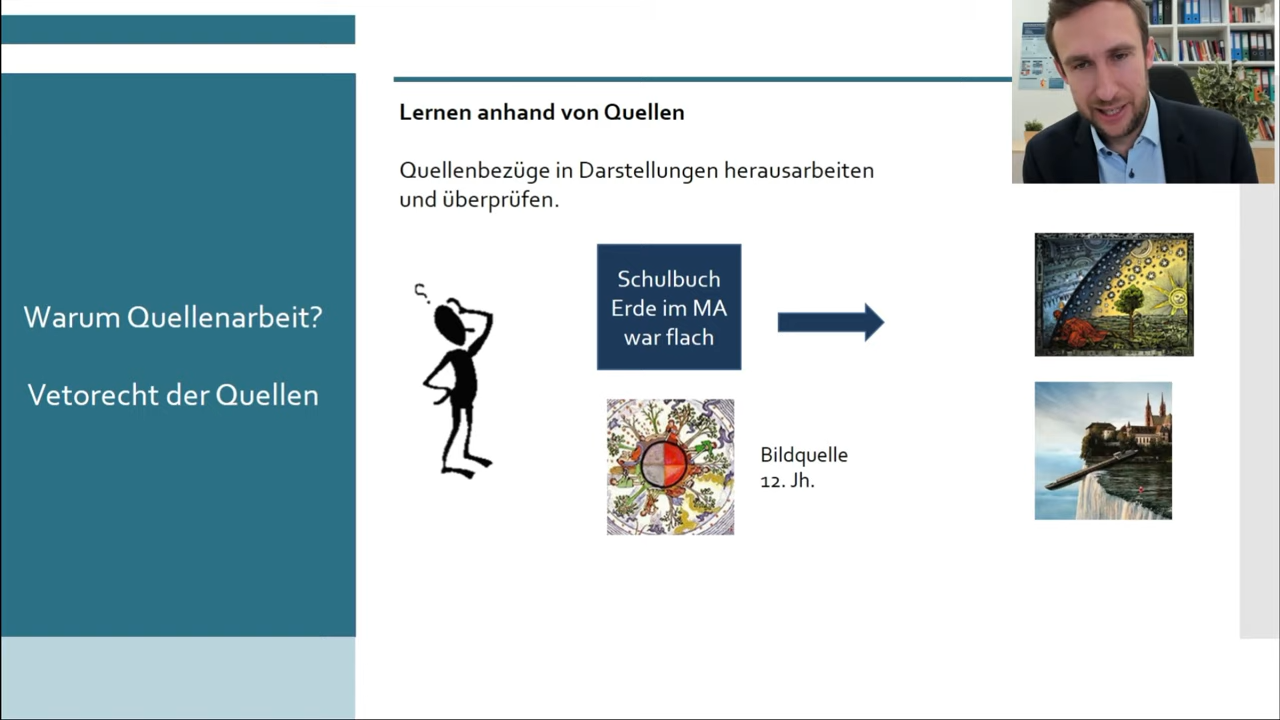 Warum Quellenarbeit?
Vetorecht der Quellen
Lernen anhand von Quellen
Quellenbezüge in Darstellungen herausarbeiten
und überprüfen.
Schulbuch
Erde im MA
war flach
Bildquelle
12. Jh.